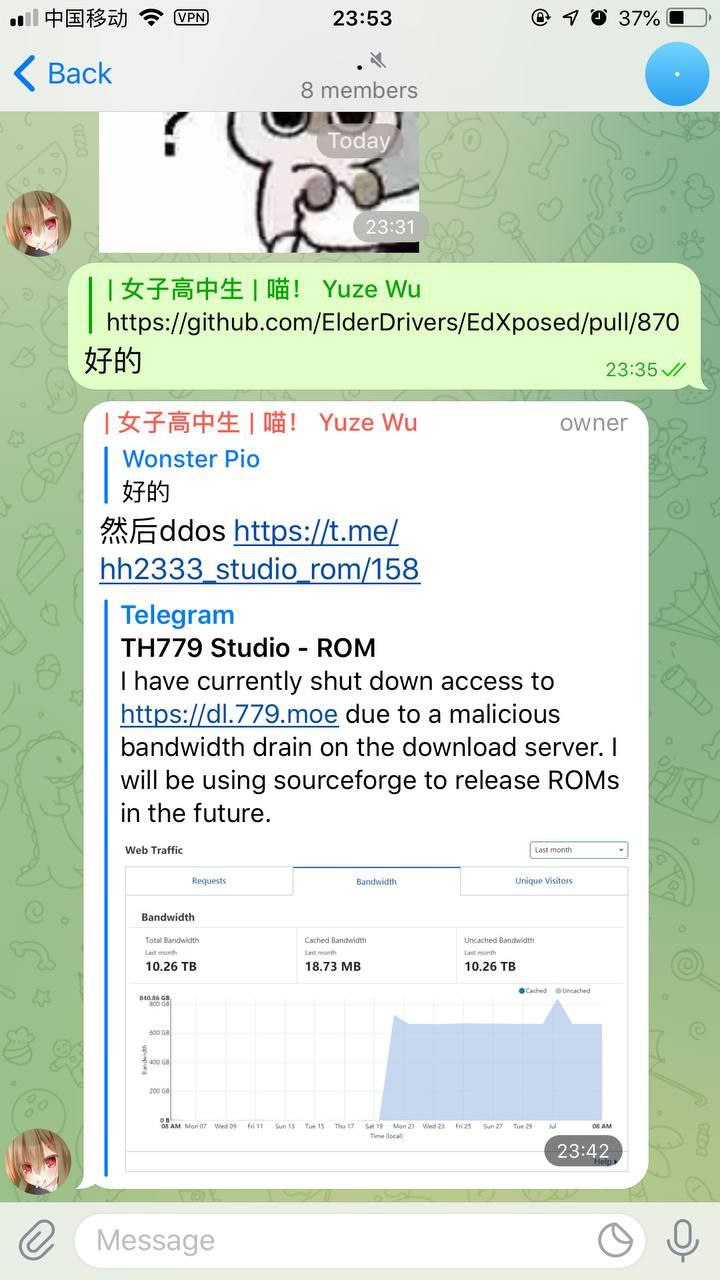 中国移动 VPN 23:53 37%
Back
.
8 members
?
Today
23:31
| 女子高中生 | 喵！ Yuze Wu
https://github.com/ElderDrivers/EdXposed/pull/870
好的
23:35
| 女子高中生 | 喵！ Yuze Wu owner
Wonster Pio
好的
然后ddos https://t.me/
hh2333_studio_rom/158
Telegram
TH779 Studio - ROM
I have currently shut down access to
https://dl.779.moe due to a malicious
bandwidth drain on the download server. I
will be using sourceforge to release ROMs
in the future.
Web Traffic Last month
Requests Bandwidth Unique Visitors
Bandwidth
Total Bandwidth Cached Bandwidth Uncached Bandwidth
Last month Last month Last month
10.26 TB 18.73 MB 10.26 TB
Cached Uncached
840.86 GB
800 GB
600 GB
400 GB
200 GB
0 B
Bandwidth
08 AM Mon 07 Wed 09 Fri 11 Sun 13 Tue 15 Thu 17 Sat 19 Mon 21 Wed 23 Fri 25 Sun 27 Tue 29 Jul 08 AM
Time (local)
23:42
Help
Message